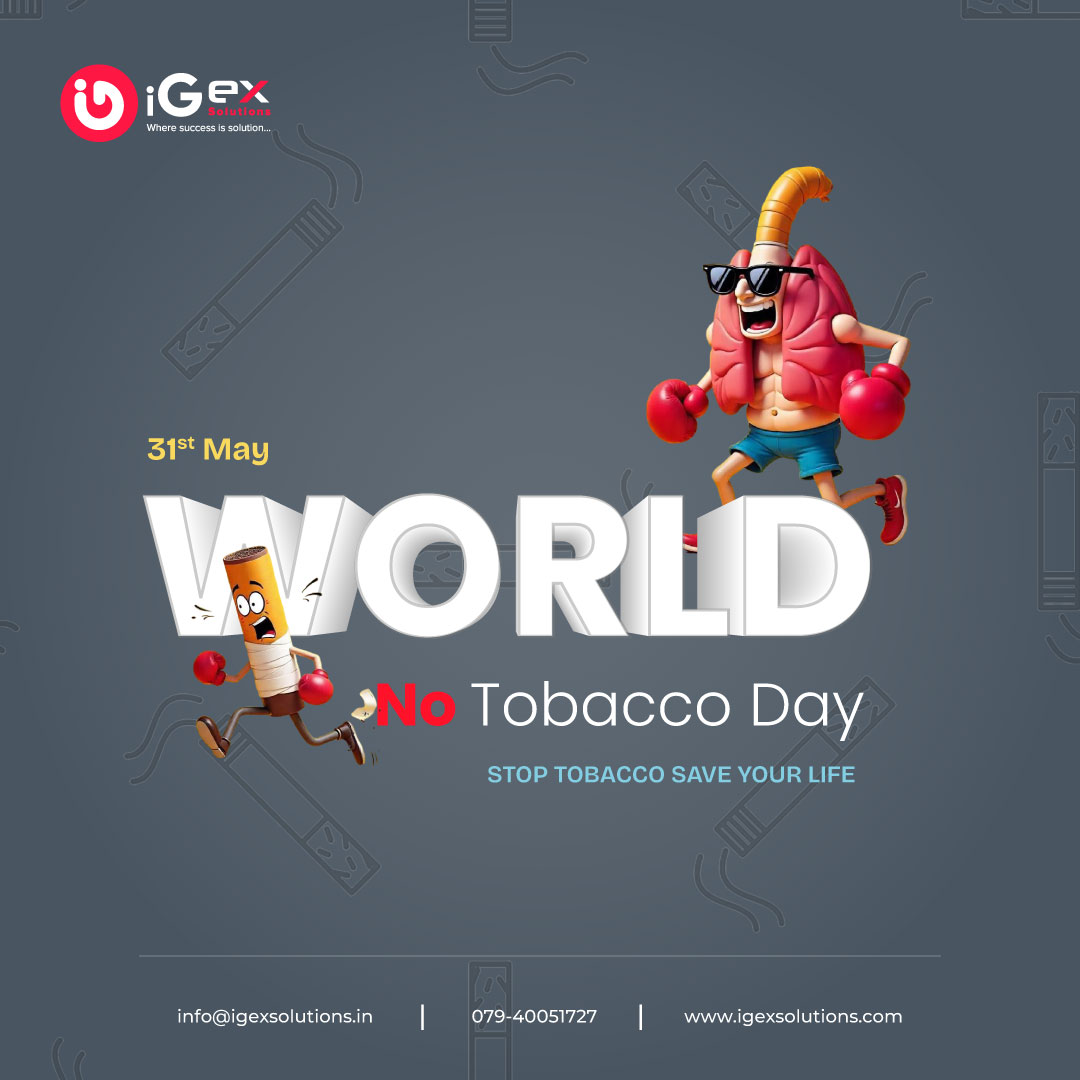 iGex
Solutions
Where success is solution...
31st May
WORLD
No Tobacco Day
STOP TOBACCO SAVE YOUR LIFE
info@igexsolutions.in | 079-40051727 | www.igexsolutions.com